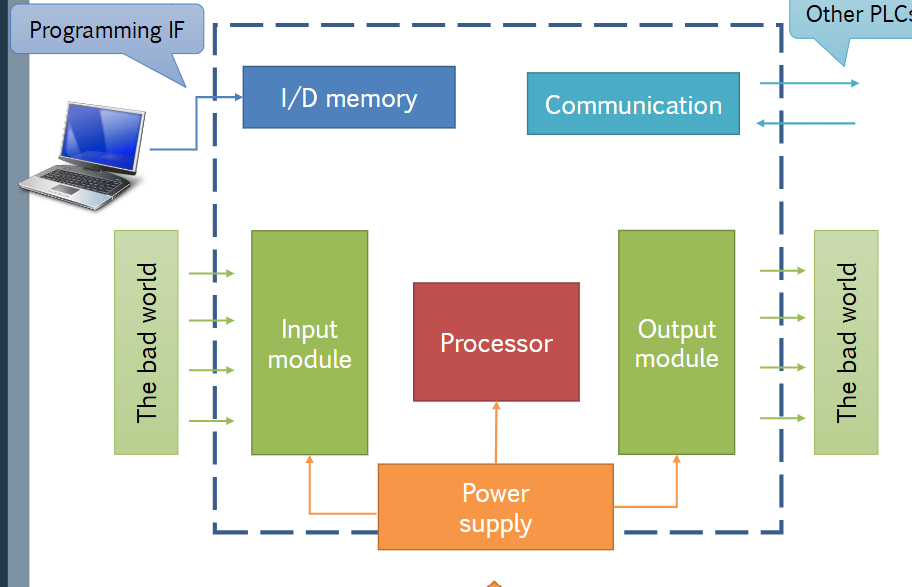 Programming IF
Other PLCs
I/D memory
Communication
The bad world
Input
module
Processor
Output
module
The bad world
Power
supply